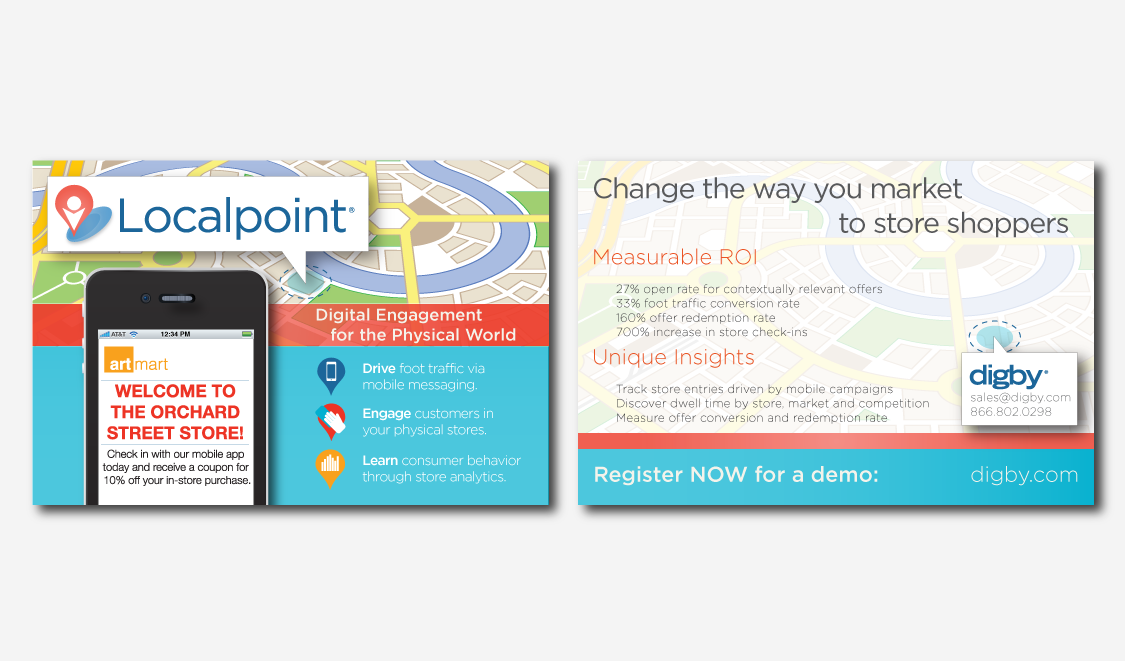 Localpoint®
AT&T 12:34 PM
artmart
WELCOME TO
THE ORCHARD
STREET STORE!
Check in with our mobile app
today and receive a coupon for
10% off your in-store purchase.
Digital Engagement
for the Physical World
Drive foot traffic via
mobile messaging.
Engage customers in
your physical stores.
Learn consumer behavior
through store analytics.
Change the way you market
to store shoppers
Measurable ROI
27% open rate for contextually relevant offers
33% foot traffic conversion rate
160% offer redemption rate
700% increase in store check-ins
Unique Insights
Track store entries driven by mobile campaigns
Discover dwell time by store. market and competition
Measure offer conversion and redemption rate
digby
sales@digby.com
866.802.0298
Register NOW for a demo:
digby.com